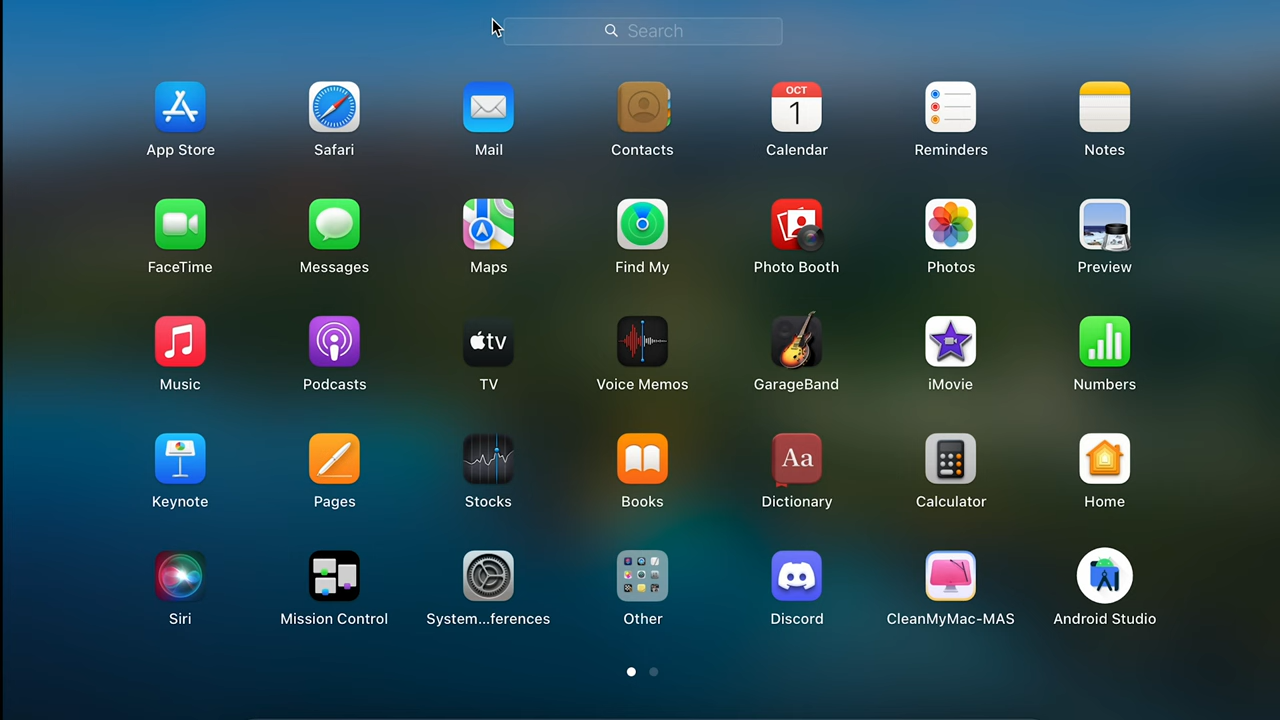 Search
App Store
Safari
Mail
Contacts
OCT
1
Calendar
Reminders
Notes
FaceTime
Messages
Maps
Find My
Photo Booth
Photos
Preview
Music
Podcasts
tv
TV
Voice Memos
GarageBand
iMovie
Numbers
Keynote
Pages
Stocks
Books
Aa
Dictionary
Calculator
Home
Siri
Mission Control
System...ferences
Other
Discord
CleanMyMac-MAS
Android Studio